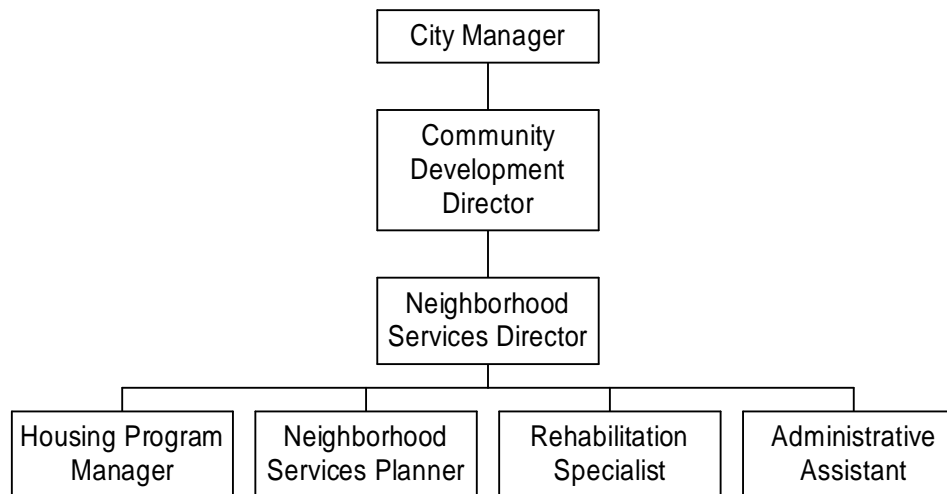 City Manager
Community
Development
Director
Neighborhood
Services Director
Housing Program
Manager
Neighborhood
Services Planner
Rehabilitation
Specialist
Administrative
Assistant